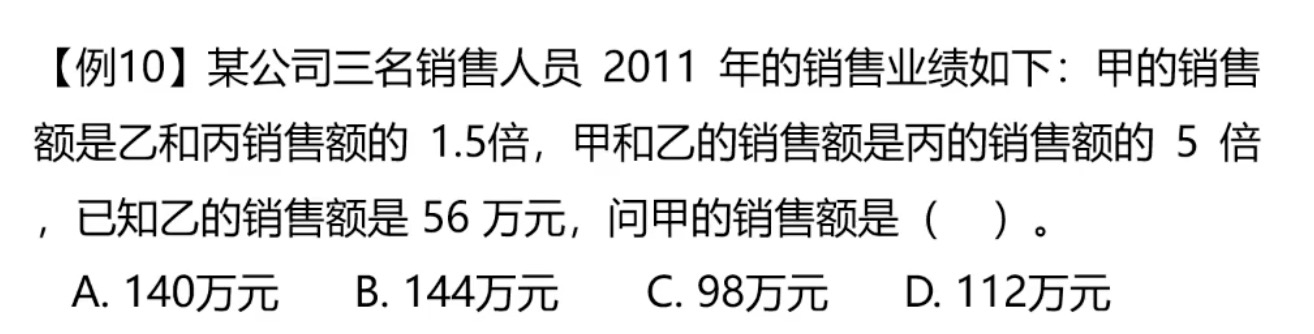 【例10】某公司三名销售人员 2011 年的销售业绩如下：甲的销售
额是乙和丙销售额的 1.5倍，甲和乙的销售额是丙的销售额的 5 倍
，已知乙的销售额是 56 万元，问甲的销售额是（ ）。
A. 140万元 B. 144万元 C. 98万元 D. 112万元